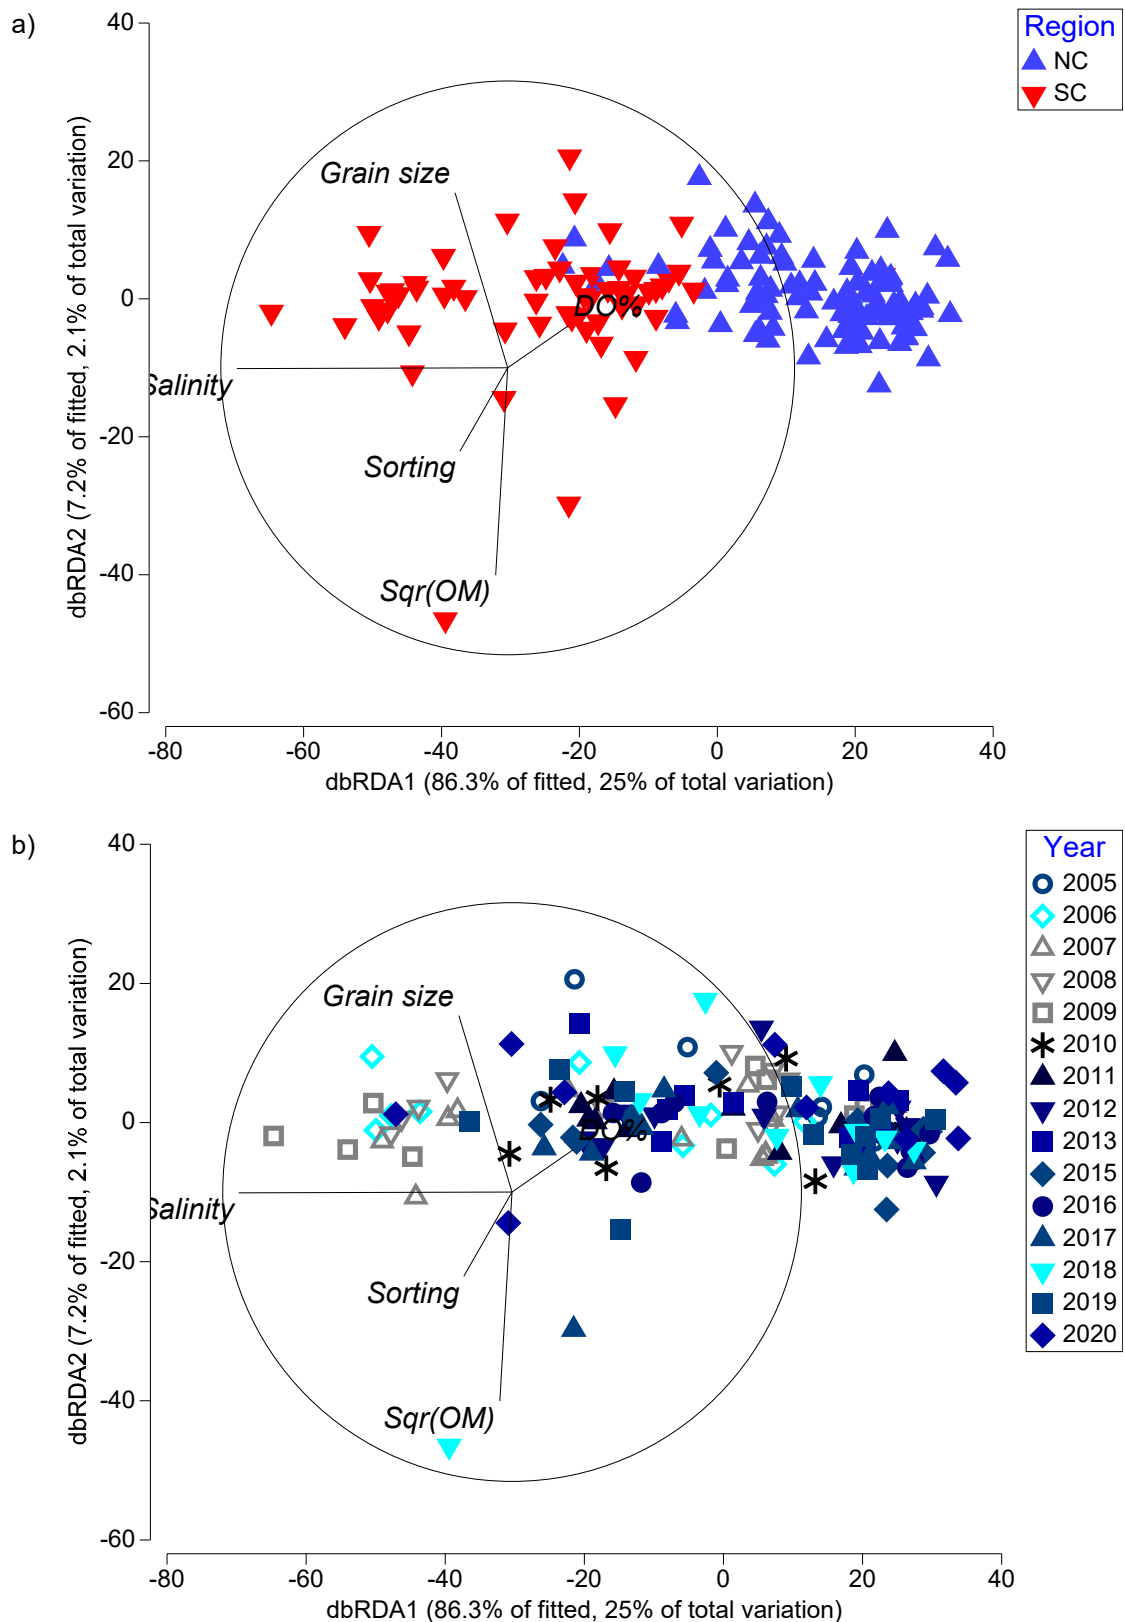 a)
40
20
0
-20
-40
-60
dbRDA2 (7.2% of fitted, 2.1% of total variation)
Grain size
DO%
Salinity
Sorting
Sqr(OM)
-80
-60
-40
-20
0
20
40
dbRDA1 (86.3% of fitted, 25% of total variation)
Region
NC
SC
b)
40
20
0
-20
-40
-60
dbRDA2 (7.2% of fitted, 2.1% of total variation)
Grain size
DO%
Salinity
Sorting
Sqr(OM)
-80
-60
-40
-20
0
20
40
dbRDA1 (86.3% of fitted, 25% of total variation)
Year
2005
2006
2007
2008
2009
2010
2011
2012
2013
2015
2016
2017
2018
2019
2020